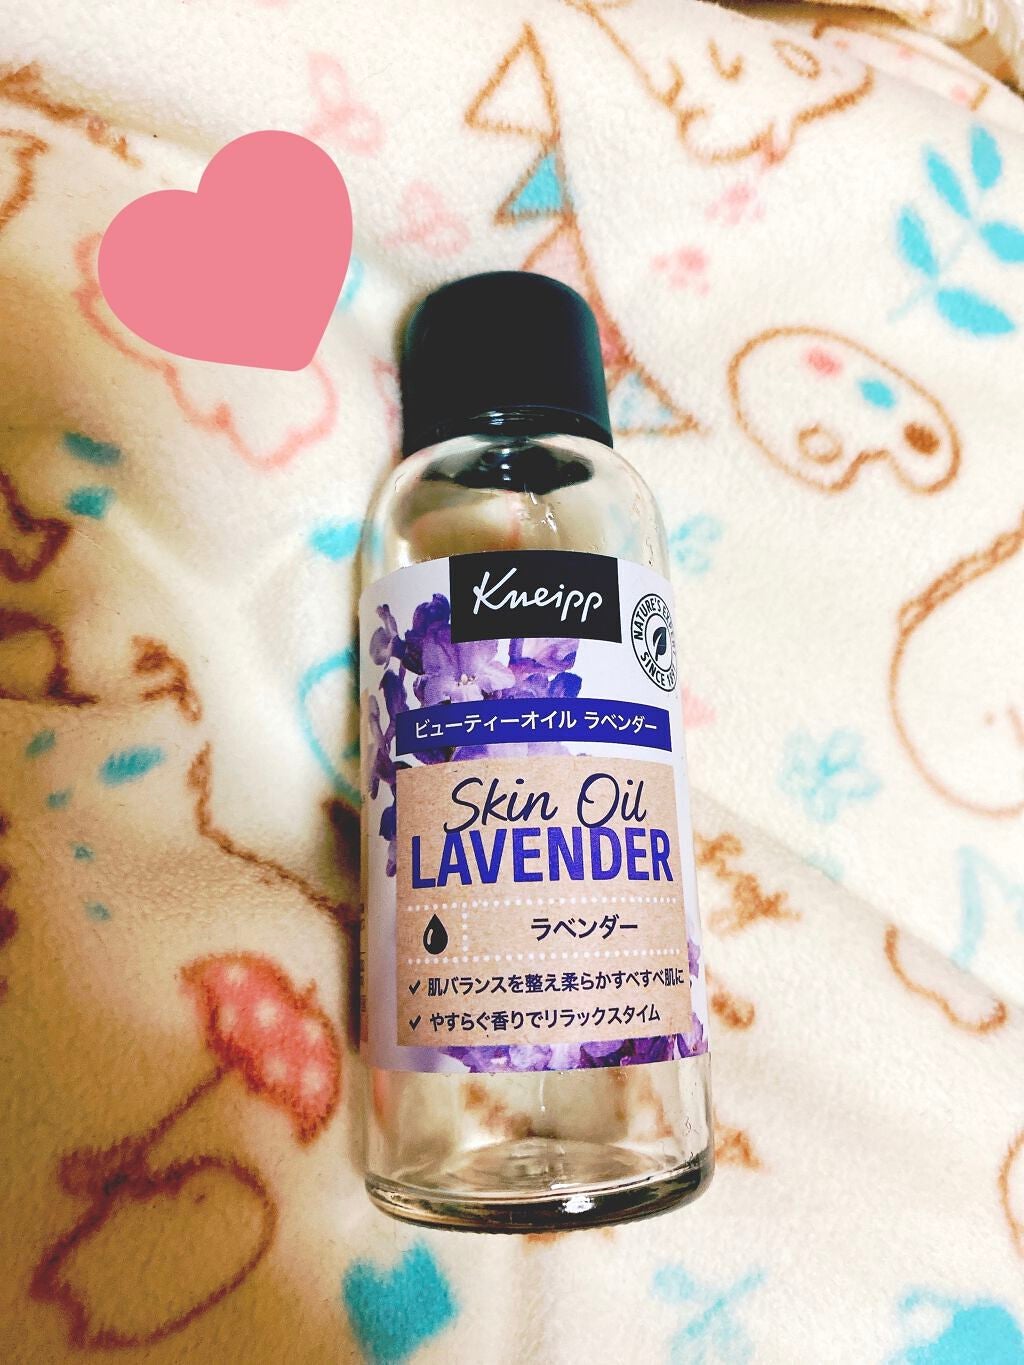 Kneipp
NATURE'S
SINCE
ビューティーオイル ラベンダー
Skin Oil
LAVENDER
ラベンダー
✓ 肌バランスを整え柔らかすべすべ肌に
✓ やすらぐ香りでリラックスタイム